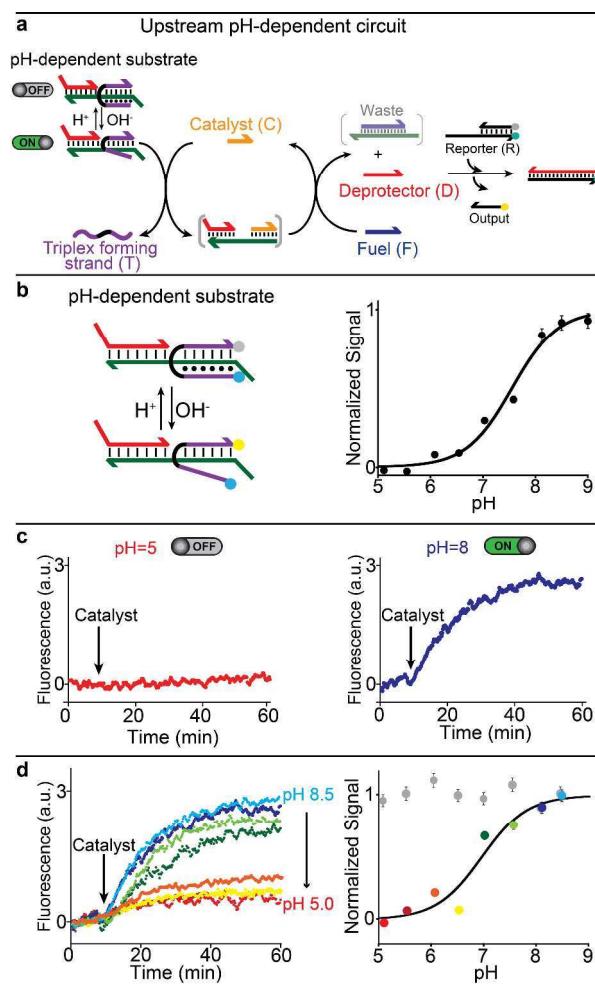 a
Upstream pH-dependent circuit
pH-dependent substrate
OFF
H+ OH-
ON
Catalyst (C)
Waste
+
Deprotector (D)
Reporter (R)
Output
Triplex forming
strand (T)
Fuel (F)
b
pH-dependent substrate
H+ OH-
Normalized Signal
1
0
5 6 7 8 9
pH
c
pH=5 OFF
Fluorescence (a.u.)
3
0
Catalyst
0 20 40 60
Time (min)
pH=8 ON
Fluorescence (a.u.)
3
0
Catalyst
0 20 40 60
Time (min)
d
Fluorescence (a.u.)
3
0
Catalyst
pH 8.5
pH 5.0
0 20 40 60
Time (min)
Normalized Signal
1
0
5 6 7 8 9
pH